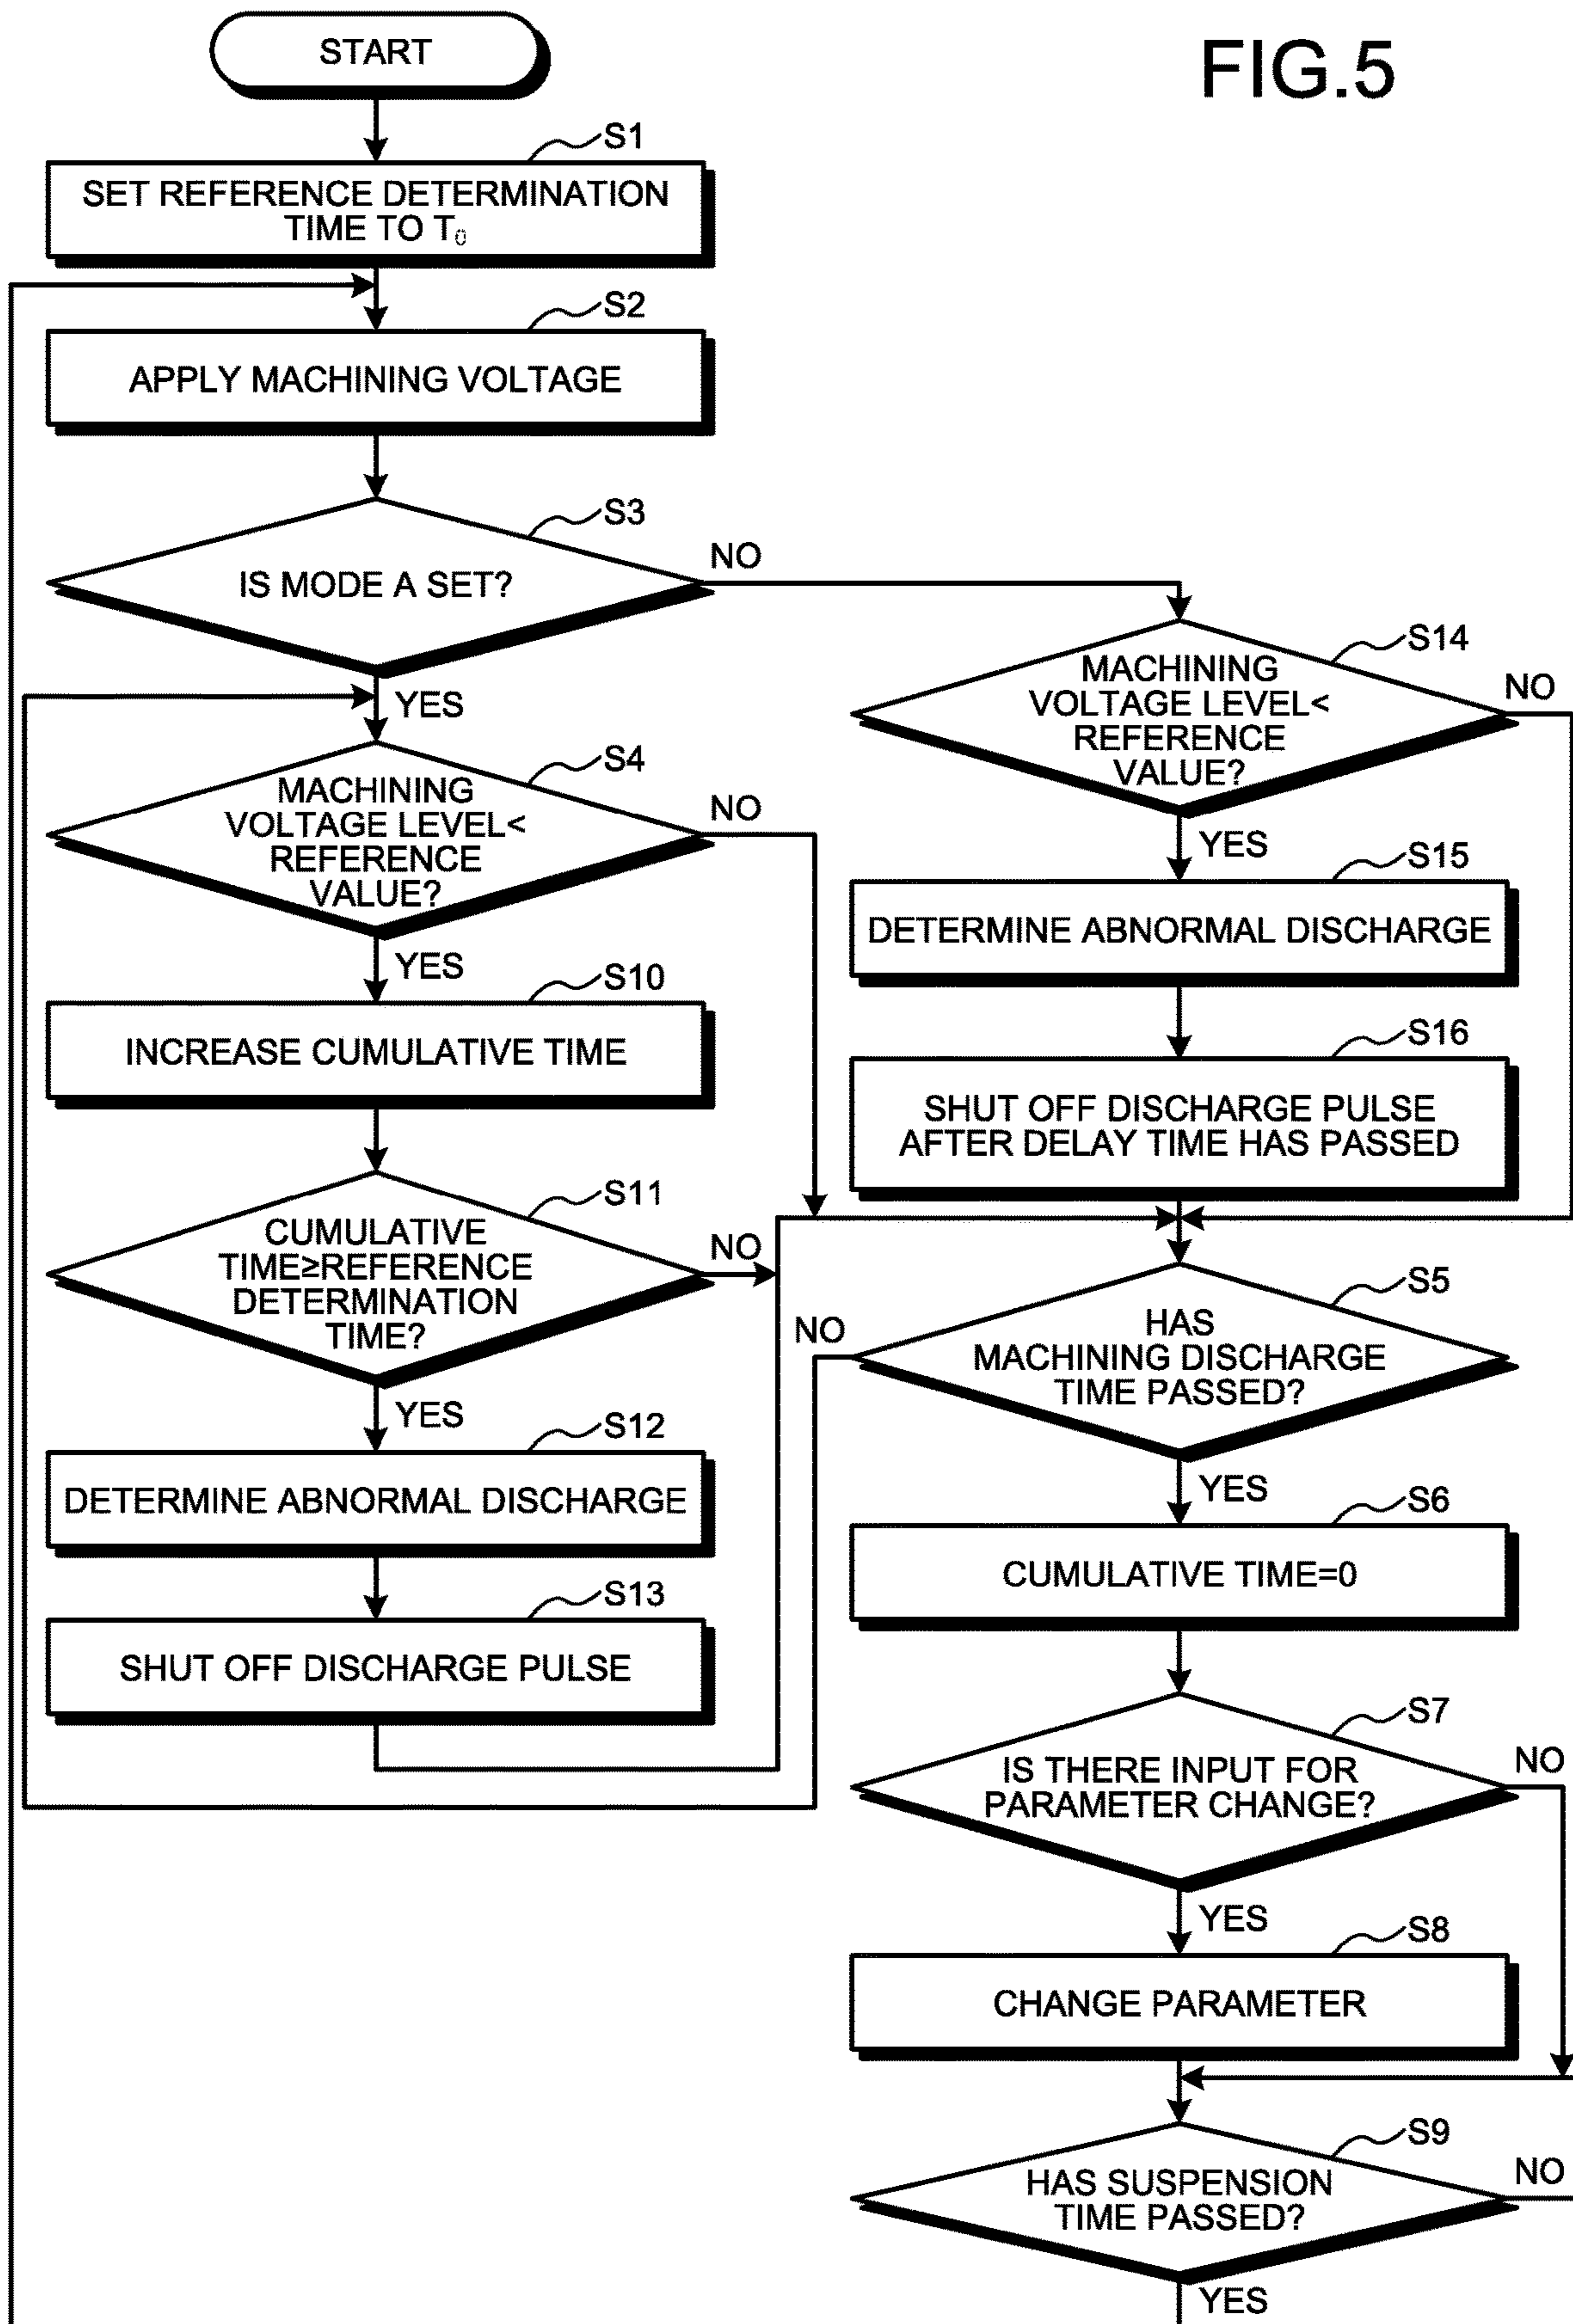 FIG.5
START
S1
SET REFERENCE DETERMINATION
TIME TO T₀
S2
APPLY MACHINING VOLTAGE
S3
IS MODE A SET?
NO
YES
S4
MACHINING
VOLTAGE LEVEL<
REFERENCE
VALUE?
NO
YES
S10
INCREASE CUMULATIVE TIME
S11
CUMULATIVE
TIME≥REFERENCE
DETERMINATION
TIME?
NO
YES
S12
DETERMINE ABNORMAL DISCHARGE
S13
SHUT OFF DISCHARGE PULSE
S14
MACHINING
VOLTAGE LEVEL<
REFERENCE
VALUE?
NO
YES
S15
DETERMINE ABNORMAL DISCHARGE
S16
SHUT OFF DISCHARGE PULSE
AFTER DELAY TIME HAS PASSED
S5
HAS
MACHINING DISCHARGE
TIME PASSED?
NO
YES
S6
CUMULATIVE TIME=0
S7
IS THERE INPUT FOR
PARAMETER CHANGE?
NO
YES
S8
CHANGE PARAMETER
S9
HAS SUSPENSION
TIME PASSED?
NO
YES